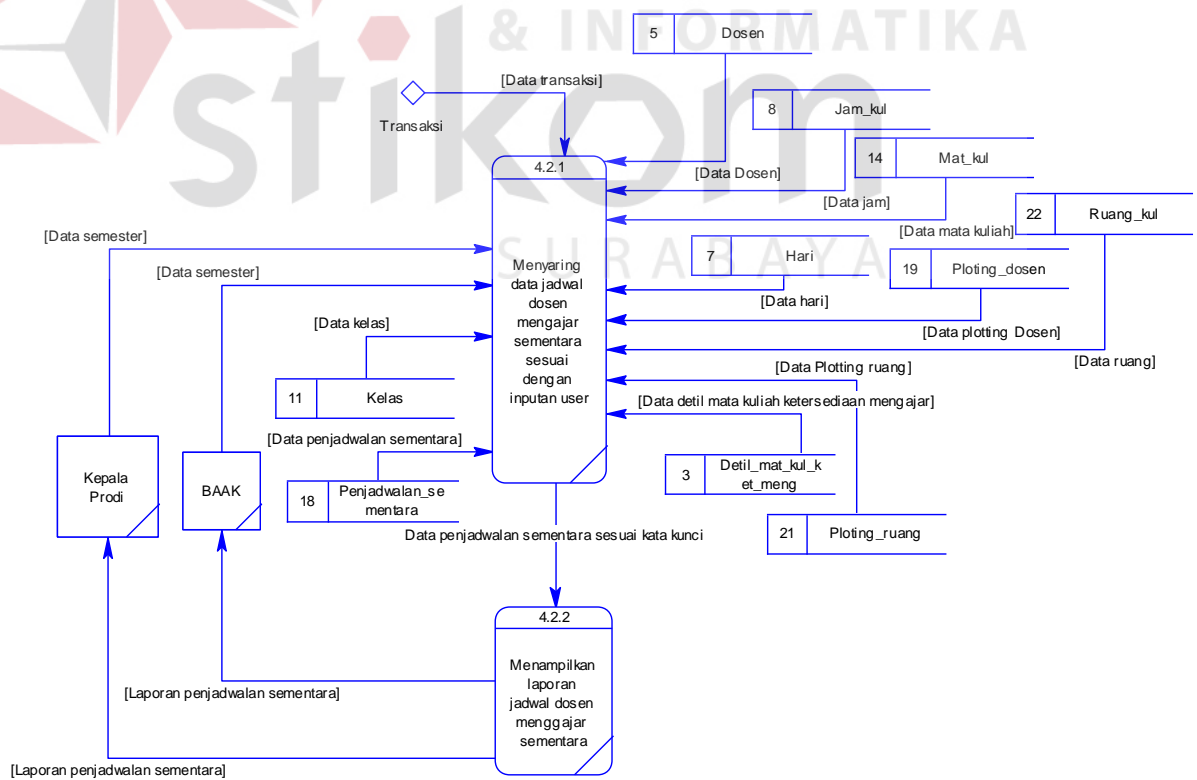 & INFORMATIKA
stikom
SURABAYA
5 Dosen
[Data transaksi]
Transaksi
8 Jam_kul
14 Mat_kul
4.2.1
[Data Dosen]
[Data jam]
22 Ruang_kul
[Data semester]
[Data mata kuliah]
[Data semester]
7 Hari
19 Ploting_dosen
Menyaring
data jadwal
dosen
mengajar
sementara
sesuai
dengan
inputan user
[Data hari]
[Data kelas]
[Data plotting Dosen]
[Data ruang]
[Data Plotting ruang]
11 Kelas
[Data detil mata kuliah ketersediaan mengajar]
[Data penjadwalan sementara]
Kepala
Prodi
BAAK
18 Penjadwalan_se
mentara
3 Detil_mat_kul_k
et_meng
21 Ploting_ruang
Data penjadwalan sementara sesuai kata kunci
4.2.2
Menampilkan
laporan
jadwal dosen
menggajar
sementara
[Laporan penjadwalan sementara]
[Laporan penjadwalan sementara]